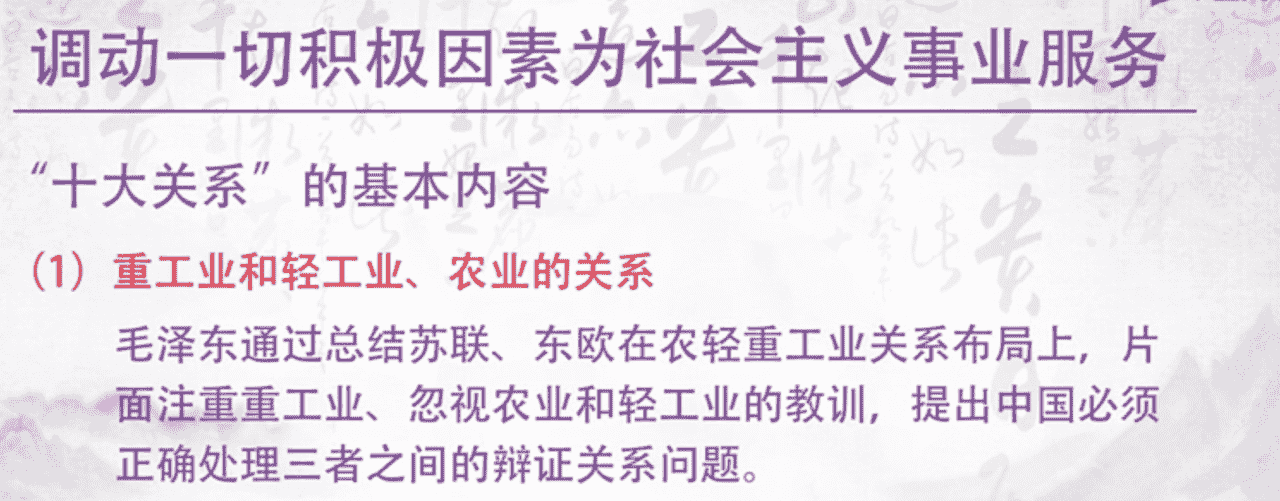 调动一切积极因素为社会主义事业服务
“十大关系”的基本内容
（1）重工业和轻工业、农业的关系
毛泽东通过总结苏联、东欧在农轻重工业关系布局上，片
面注重重工业、忽视农业和轻工业的教训，提出中国必须
正确处理三者之间的辩证关系问题。